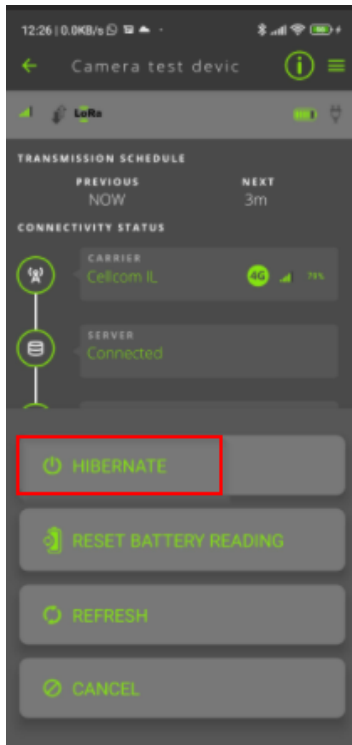 12:26 | 0.0KB/s
Camera test devic
LoRa
TRANSMISSION SCHEDULE
PREVIOUS NEXT
NOW 3m
CONNECTIVITY STATUS
CARRIER
Cellcom IL 4G 79%
SERVER
Connected
HIBERNATE
RESET BATTERY READING
REFRESH
CANCEL